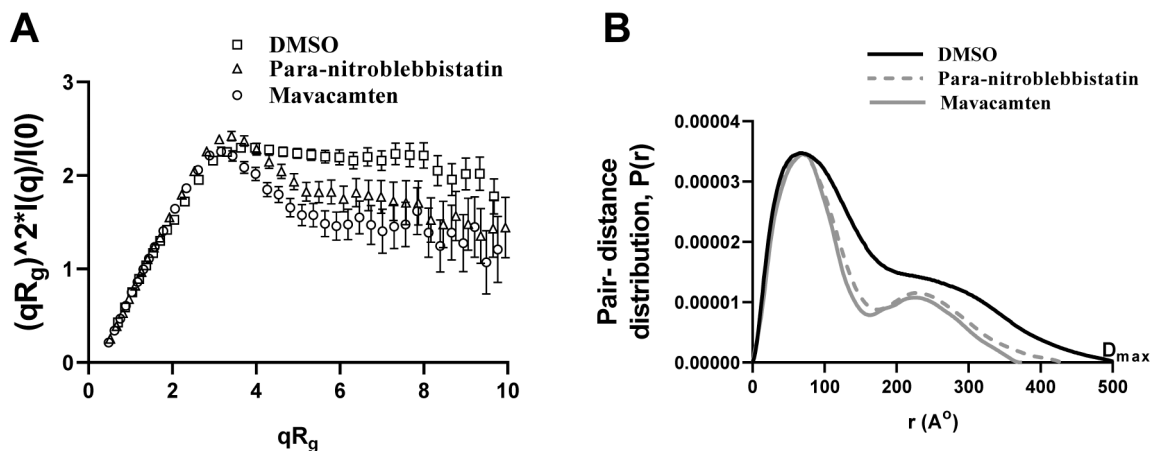 A
DMSO
Para-nitroblebbistatin
Mavacamten
3
2
1
0
0 2 4 6 8 10
(qRg)^2*I(q)/I(0)
qRg
B
DMSO
Para-nitroblebbistatin
Mavacamten
0.00004
0.00003
0.00002
0.00001
0.00000
0 100 200 300 400 500
Pair- distance
distribution, P(r)
Dmax
r (Aº)